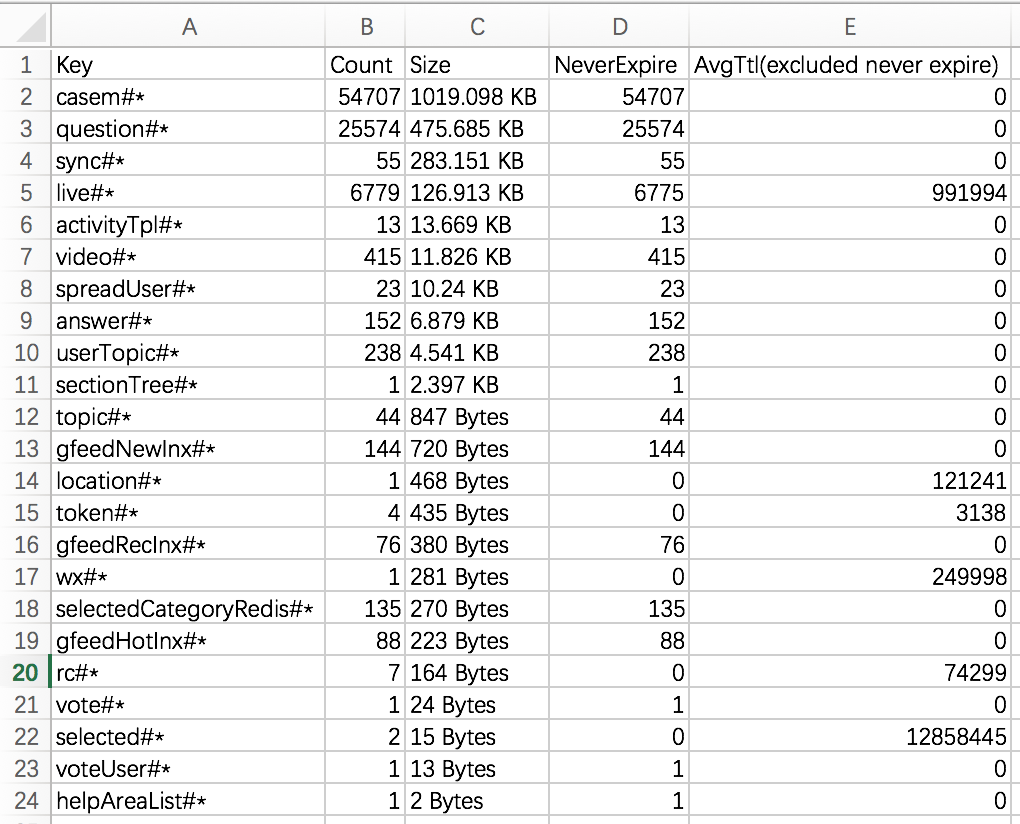 A B C D E
1 Key Count Size NeverExpire AvgTtl(excluded never expire)
2 casem#* 54707 1019.098 KB 54707 0
3 question#* 25574 475.685 KB 25574 0
4 sync#* 55 283.151 KB 55 0
5 live#* 6779 126.913 KB 6775 991994
6 activityTpl#* 13 13.669 KB 13 0
7 video#* 415 11.826 KB 415 0
8 spreadUser#* 23 10.24 KB 23 0
9 answer#* 152 6.879 KB 152 0
10 userTopic#* 238 4.541 KB 238 0
11 sectionTree#* 1 2.397 KB 1 0
12 topic#* 44 847 Bytes 44 0
13 gfeedNewInx#* 144 720 Bytes 144 0
14 location#* 1 468 Bytes 0 121241
15 token#* 4 435 Bytes 0 3138
16 gfeedRecInx#* 76 380 Bytes 76 0
17 wx#* 1 281 Bytes 0 249998
18 selectedCategoryRedis#* 135 270 Bytes 135 0
19 gfeedHotInx#* 88 223 Bytes 88 0
20 rc#* 7 164 Bytes 0 74299
21 vote#* 1 24 Bytes 1 0
22 selected#* 2 15 Bytes 0 12858445
23 voteUser#* 1 13 Bytes 1 0
24 helpAreaList#* 1 2 Bytes 1 0